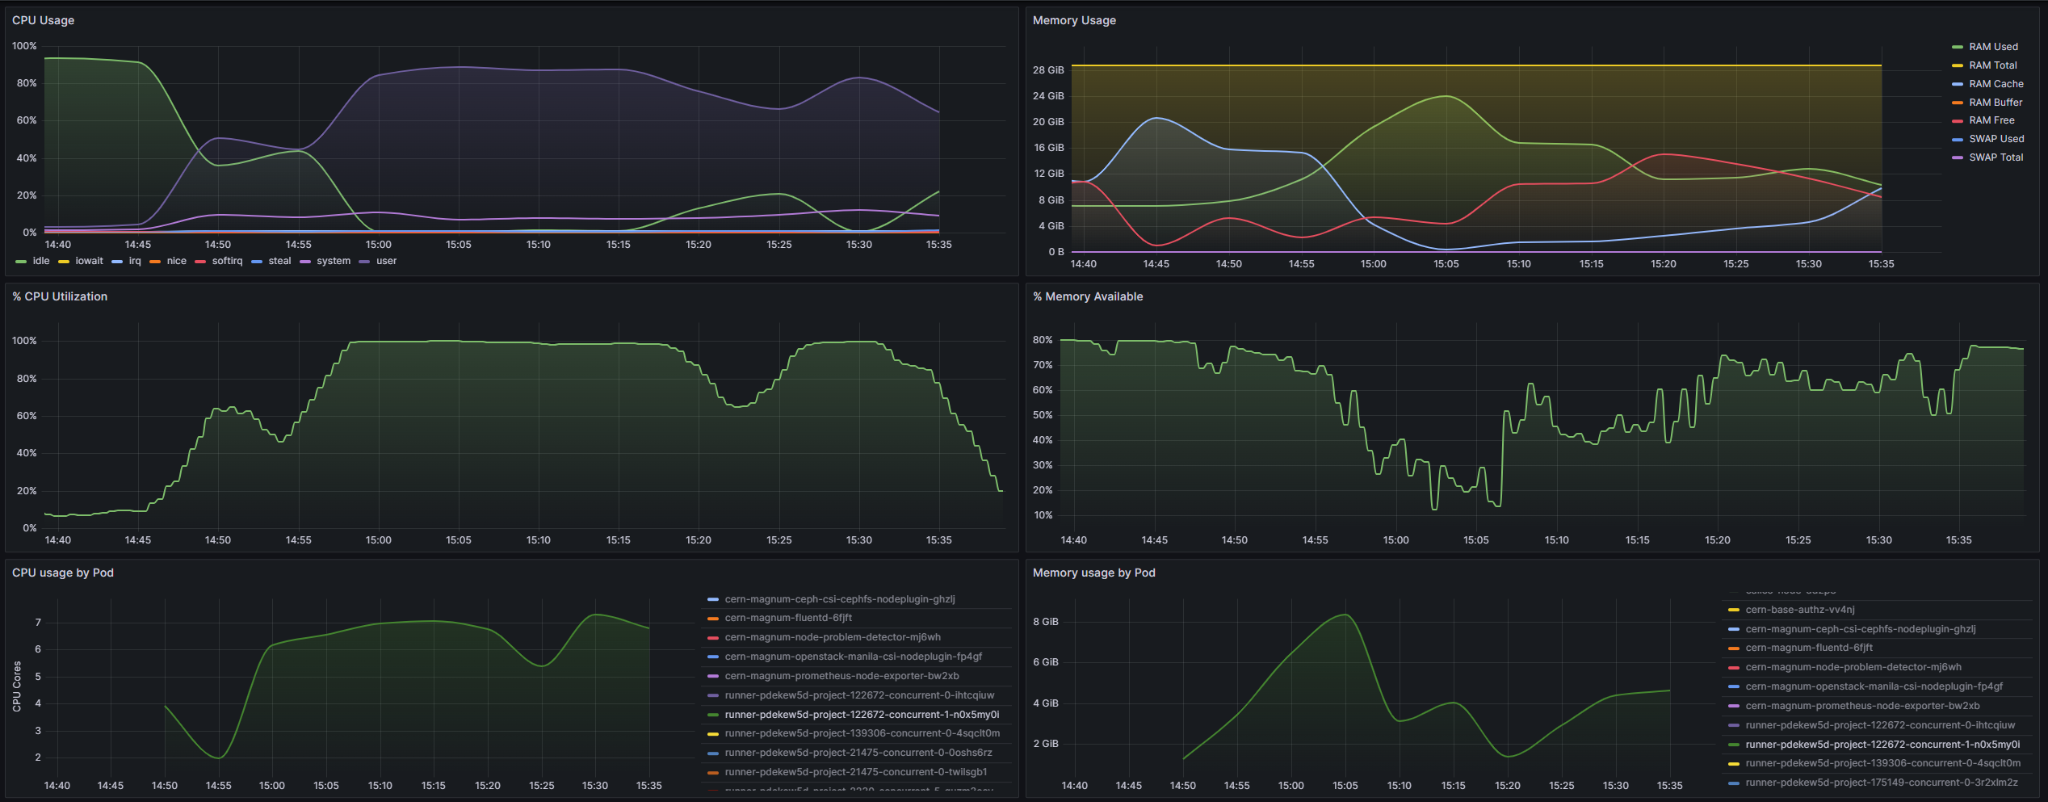 CPU Usage
100%
80%
60%
40%
20%
0%
14:40 14:45 14:50 14:55 15:00 15:05 15:10 15:15 15:20 15:25 15:30 15:35
idle iowait irq nice softirq steal system user
Memory Usage
28 GiB
24 GiB
20 GiB
16 GiB
12 GiB
8 GiB
4 GiB
0 B
14:40 14:45 14:50 14:55 15:00 15:05 15:10 15:15 15:20 15:25 15:30 15:35
RAM Used
RAM Total
RAM Cache
RAM Buffer
RAM Free
SWAP Used
SWAP Total
% CPU Utilization
100%
80%
60%
40%
20%
0%
14:40 14:45 14:50 14:55 15:00 15:05 15:10 15:15 15:20 15:25 15:30 15:35
% Memory Available
80%
70%
60%
50%
40%
30%
20%
10%
14:40 14:45 14:50 14:55 15:00 15:05 15:10 15:15 15:20 15:25 15:30 15:35
CPU usage by Pod
CPU Cores
7
6
5
4
3
2
14:40 14:45 14:50 14:55 15:00 15:05 15:10 15:15 15:20 15:25 15:30 15:35
cern-magnum-ceph-csi-cephfs-nodeplugin-ghzlj
cern-magnum-fluentd-6fjft
cern-magnum-node-problem-detector-mj6wh
cern-magnum-openstack-manila-csi-nodeplugin-fp4gf
cern-magnum-prometheus-node-exporter-bw2xb
runner-pdekew5d-project-122672-concurrent-0-ihtcqiuw
runner-pdekew5d-project-122672-concurrent-1-n0x5my0i
runner-pdekew5d-project-139306-concurrent-0-4sqclt0m
runner-pdekew5d-project-21475-concurrent-0-0oshs6rz
runner-pdekew5d-project-21475-concurrent-0-twilsgb1
Memory usage by Pod
8 GiB
6 GiB
4 GiB
2 GiB
14:40 14:45 14:50 14:55 15:00 15:05 15:10 15:15 15:20 15:25 15:30 15:35
cern-base-authz-vv4nj
cern-magnum-ceph-csi-cephfs-nodeplugin-ghzlj
cern-magnum-fluentd-6fjft
cern-magnum-node-problem-detector-mj6wh
cern-magnum-openstack-manila-csi-nodeplugin-fp4gf
cern-magnum-prometheus-node-exporter-bw2xb
runner-pdekew5d-project-122672-concurrent-0-ihtcqiuw
runner-pdekew5d-project-122672-concurrent-1-n0x5my0i
runner-pdekew5d-project-139306-concurrent-0-4sqclt0m
runner-pdekew5d-project-175149-concurrent-0-3r2xlm2z